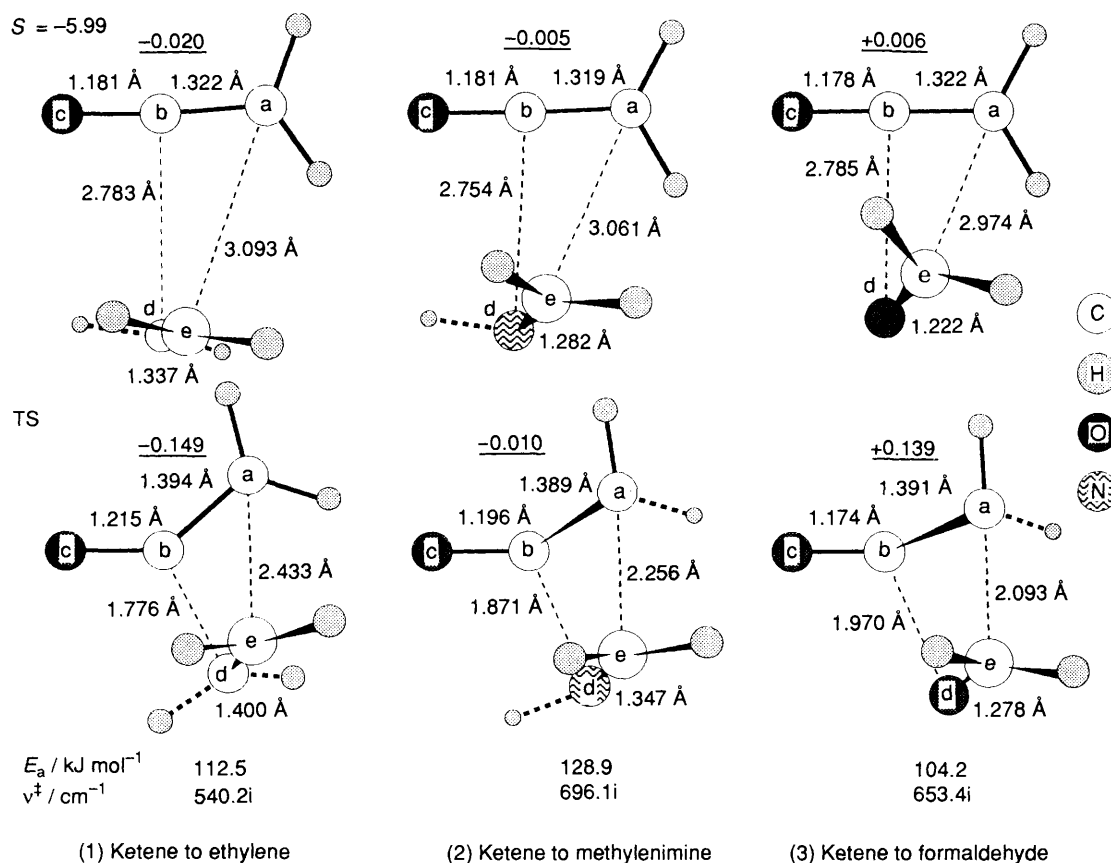 S = −5.99
−0.020
−0.005
+0.006
1.181 Å 1.322 Å a
1.181 Å 1.319 Å a
1.178 Å 1.322 Å a
c b
c b
c b
2.783 Å
2.754 Å
2.785 Å
3.093 Å
3.061 Å
2.974 Å
d e
d e
d e
1.337 Å
1.282 Å
1.222 Å
C
H
O
N
TS
−0.149
−0.010
+0.139
1.394 Å a
1.389 Å a
1.391 Å a
1.215 Å
1.196 Å
1.174 Å
c b
c b
c b
2.433 Å
2.256 Å
2.093 Å
1.776 Å
1.871 Å
1.970 Å
e
d
e
d
e
d
1.400 Å
1.347 Å
1.278 Å
Ea / kJ mol−1 112.5 128.9 104.2
ν‡ / cm−1 540.2i 696.1i 653.4i
(1) Ketene to ethylene (2) Ketene to methylenimine (3) Ketene to formaldehyde